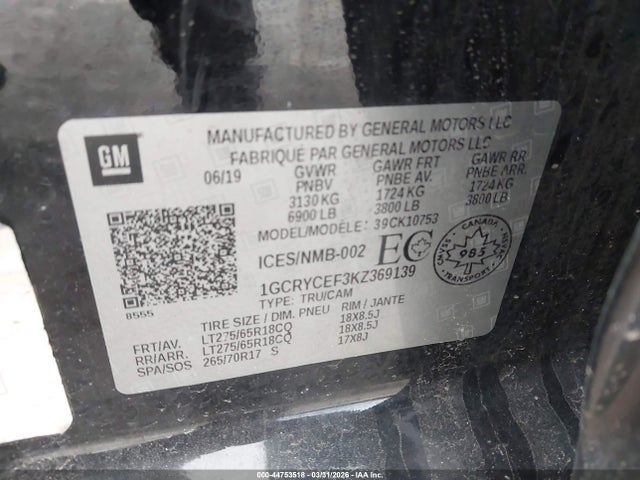 GM
MANUFACTURED BY GENERAL MOTORS LLC
FABRIQUE PAR GENERAL MOTORS LLC
06/19 GVWR GAWR FRT GAWR RR
PNBV PNBE AV. PNBE ARR.
3130 KG 1724 KG 1724 KG
6900 LB 3800 LB 3800 LB
MODEL/MODÈLE: 39CK10753
ICES/NMB-002 EC
CANADA
985
TRANSPORT
1GCRYCEF3KZ369139
8555
TYPE: TRU/CAM
TIRE SIZE / DIM. PNEU RIM / JANTE
FRT/AV. LT275/65R18CQ 18X8.5J
RR/ARR. LT275/65R18CQ 18X8.5J
SPA/SOS 265/70R17 S 17X8J
000-44753518 - 03/31/2026 - IAA Inc.